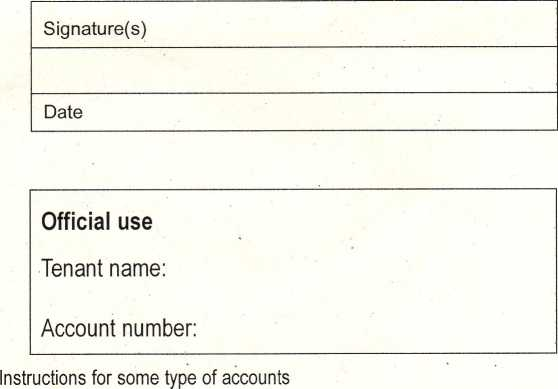 Signature(s)
Date
Official use
Tenant name:
Account number:
Instructions for some type of accounts